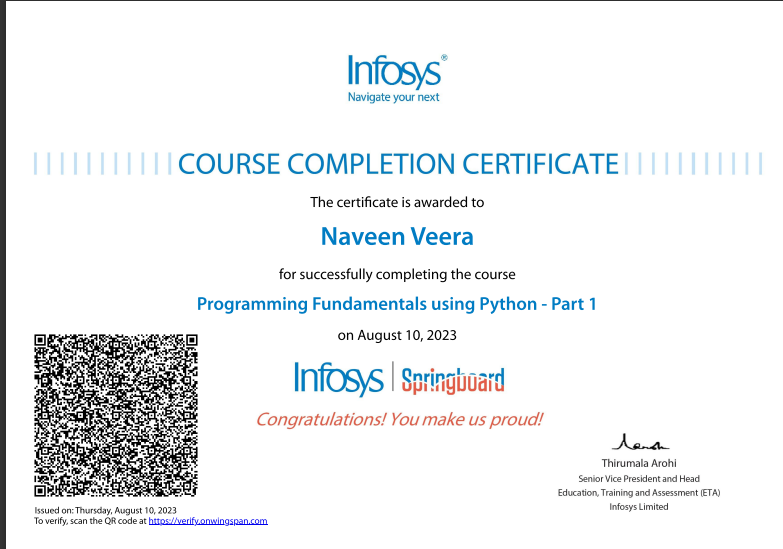 Infosys®
Navigate your next
COURSE COMPLETION CERTIFICATE
The certificate is awarded to
Naveen Veera
for successfully completing the course
Programming Fundamentals using Python - Part 1
on August 10, 2023
Infosys | Springboard
Congratulations! You make us proud!
Thirumala Arohi
Senior Vice President and Head
Education, Training and Assessment (ETA)
Infosys Limited
Issued on: Thursday, August 10, 2023
To verify, scan the QR code at https://verify.onwingspan.com